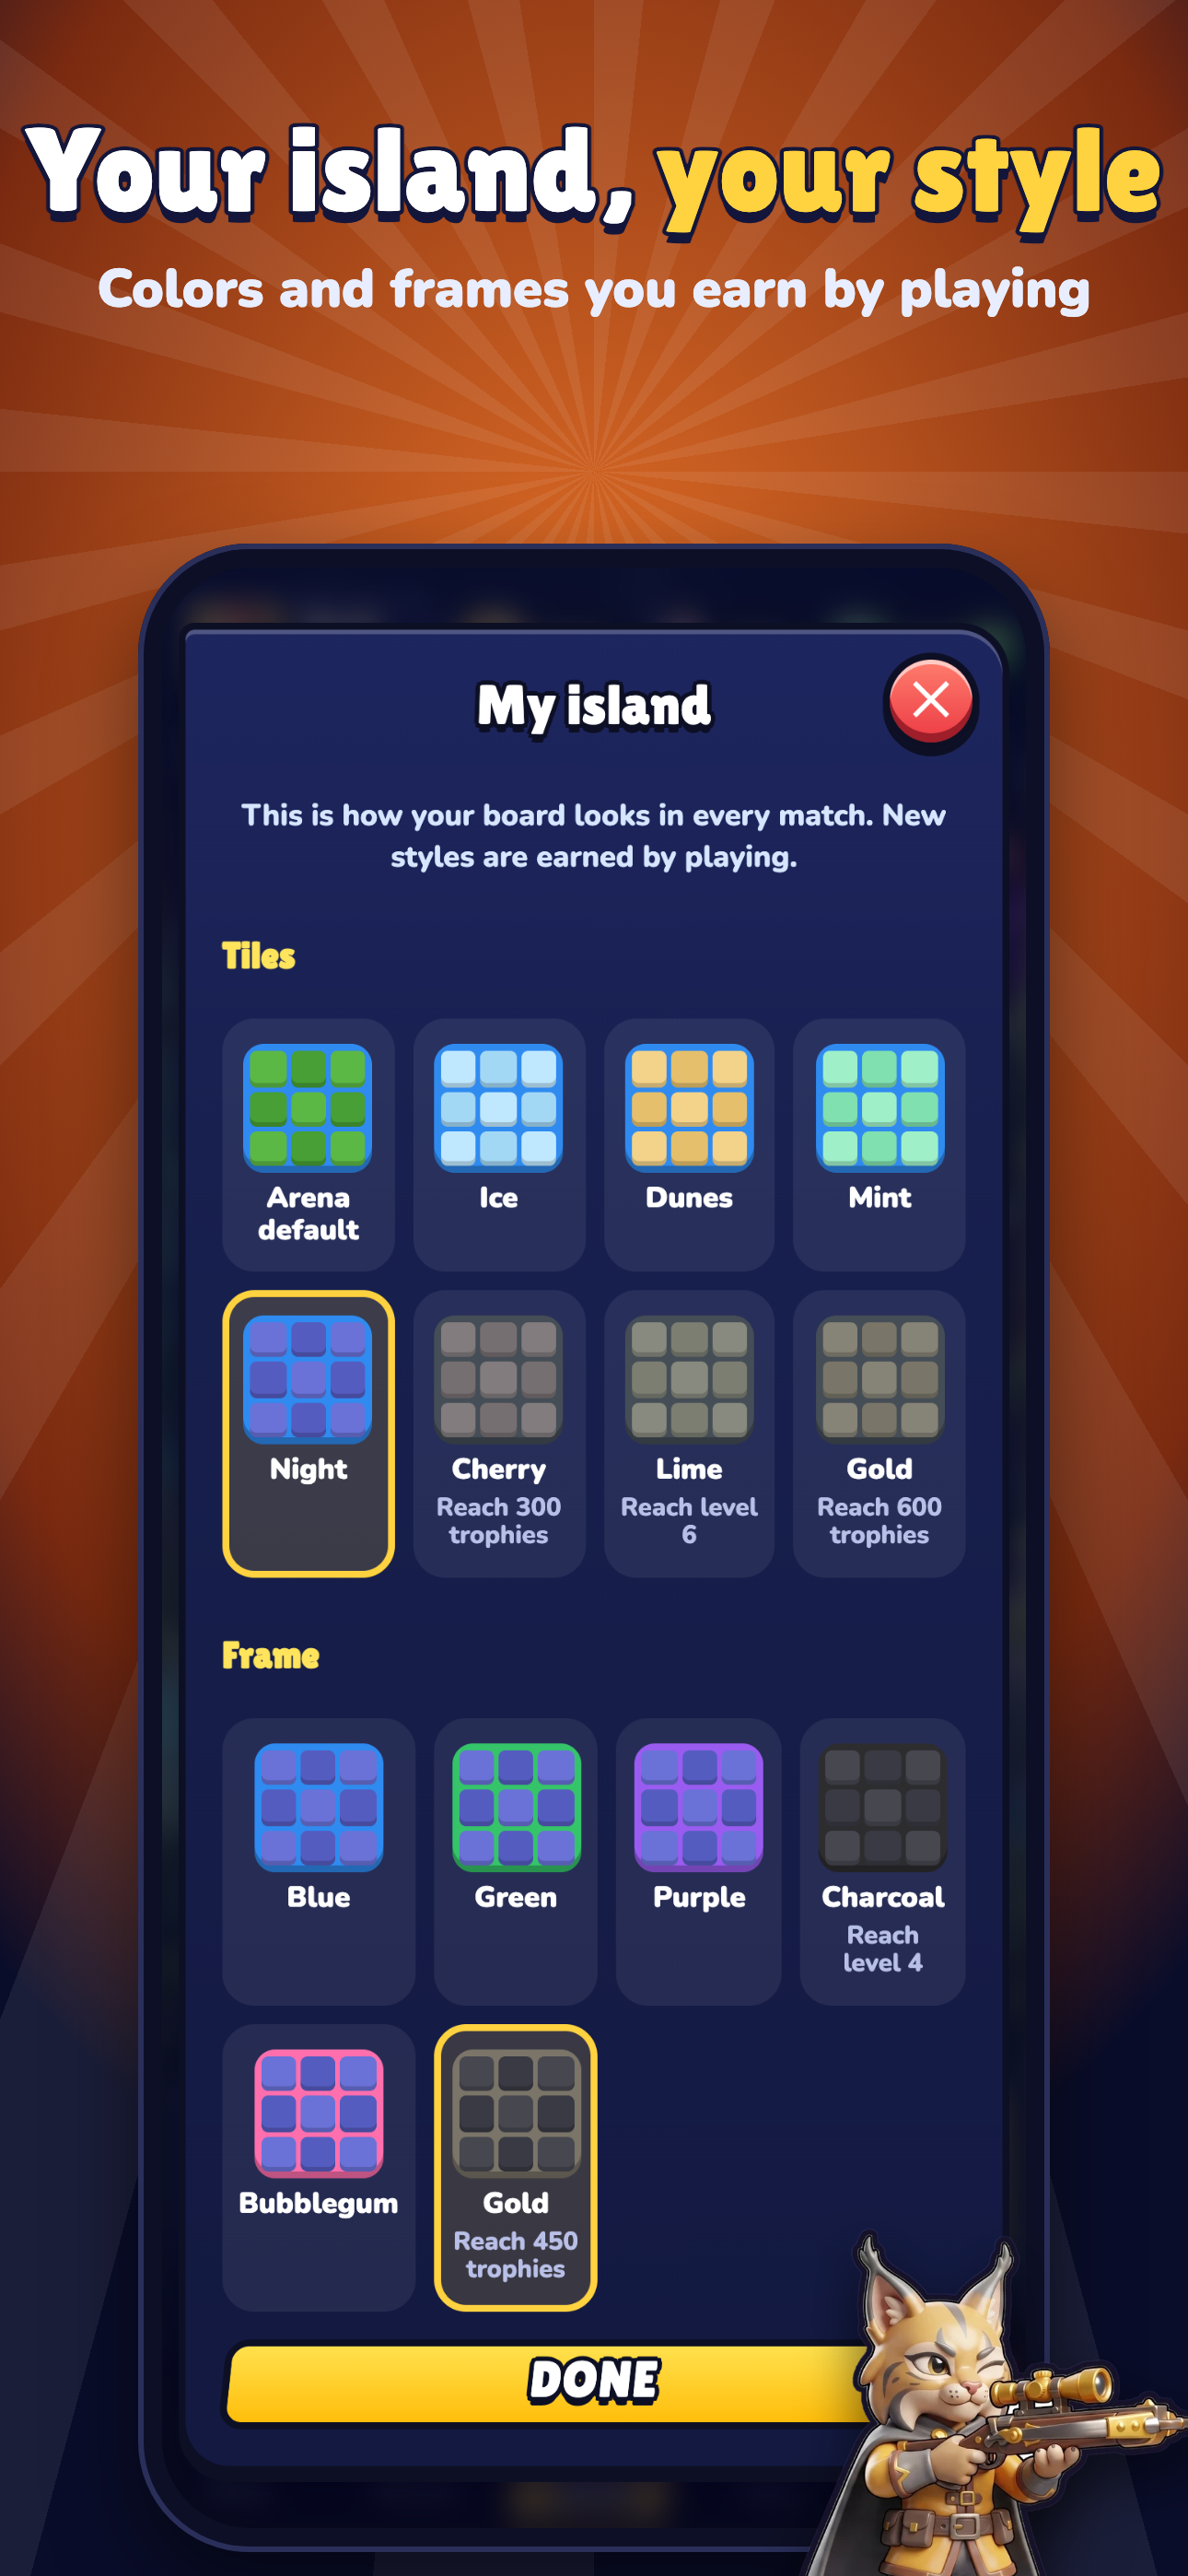 Your island, your style
Colors and frames you earn by playing
My island
This is how your board looks in every match. New
styles are earned by playing.
Tiles
Arena
default
Ice
Dunes
Mint
Night
Cherry
Reach 300
trophies
Lime
Reach level
6
Gold
Reach 600
trophies
Frame
Blue
Green
Purple
Charcoal
Reach
level 4
Bubblegum
Gold
Reach 450
trophies
DONE